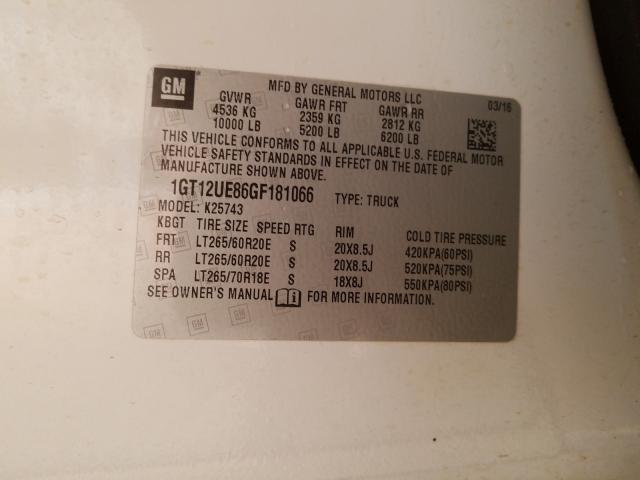 GM
MFD BY GENERAL MOTORS LLC
03/16
GVWR GAWR FRT GAWR RR
4536 KG 2359 KG 2812 KG
10000 LB 5200 LB 6200 LB
THIS VEHICLE CONFORMS TO ALL APPLICABLE U.S. FEDERAL MOTOR
VEHICLE SAFETY STANDARDS IN EFFECT ON THE DATE OF
MANUFACTURE SHOWN ABOVE.
1GT12UE86GF181066 TYPE: TRUCK
MODEL: K25743
KBGT TIRE SIZE SPEED RTG RIM COLD TIRE PRESSURE
FRT LT265/60R20E S 20X8.5J 420KPA(60PSI)
RR LT265/60R20E S 20X8.5J 520KPA(75PSI)
SPA LT265/70R18E S 18X8J 550KPA(80PSI)
SEE OWNER'S MANUAL FOR MORE INFORMATION.